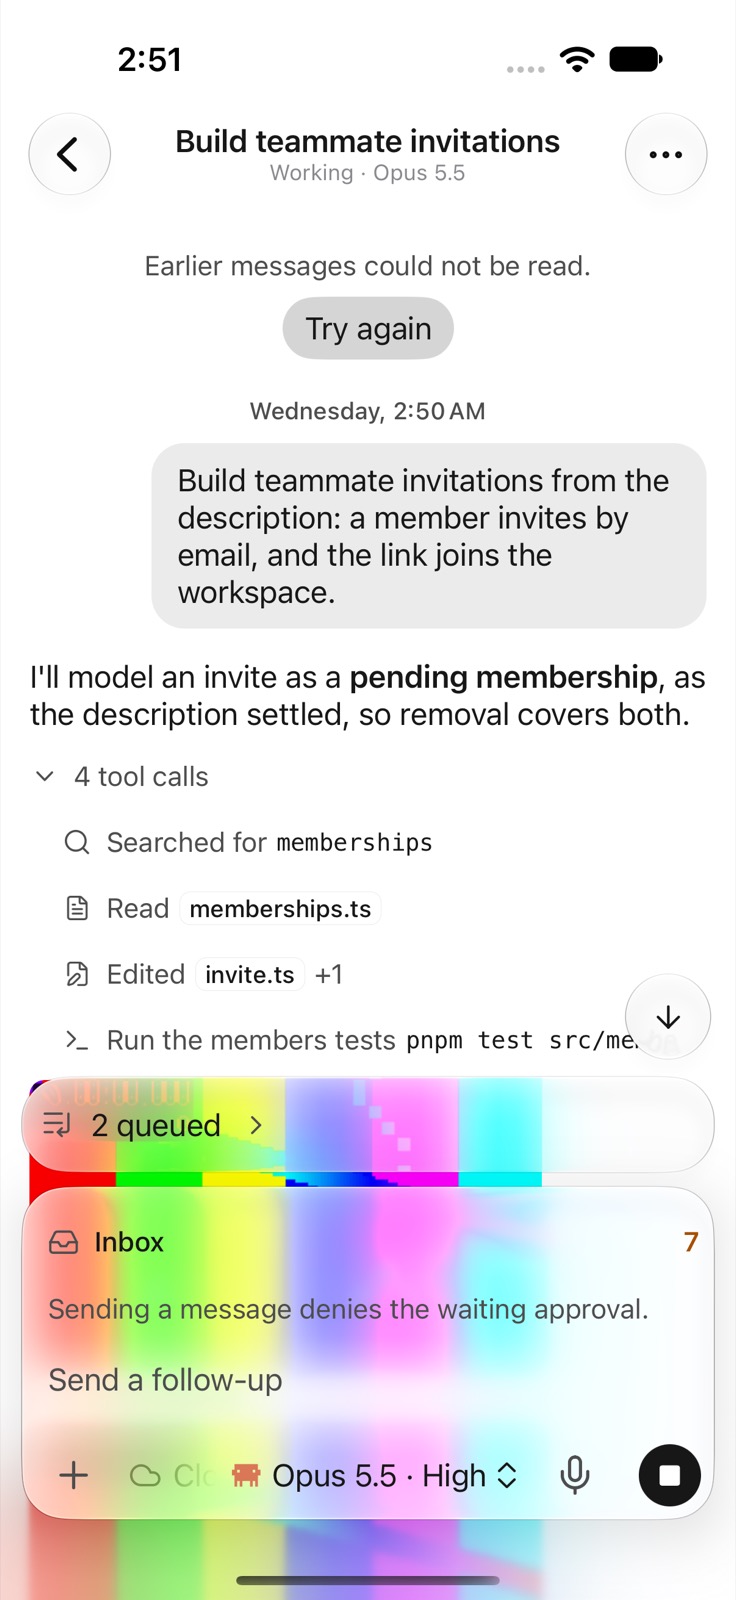 2:51
Build teammate invitations
Working · Opus 5.5
Earlier messages could not be read.
Try again
Wednesday, 2:50 AM
Build teammate invitations from the
description: a member invites by
email, and the link joins the
workspace.
I'll model an invite as a pending membership, as
the description settled, so removal covers both.
4 tool calls
Searched for memberships
Read memberships.ts
Edited invite.ts +1
Run the members tests pnpm test
2 queued
Inbox 7
Sending a message denies the waiting approval.
Send a follow-up
Opus 5.5 · High